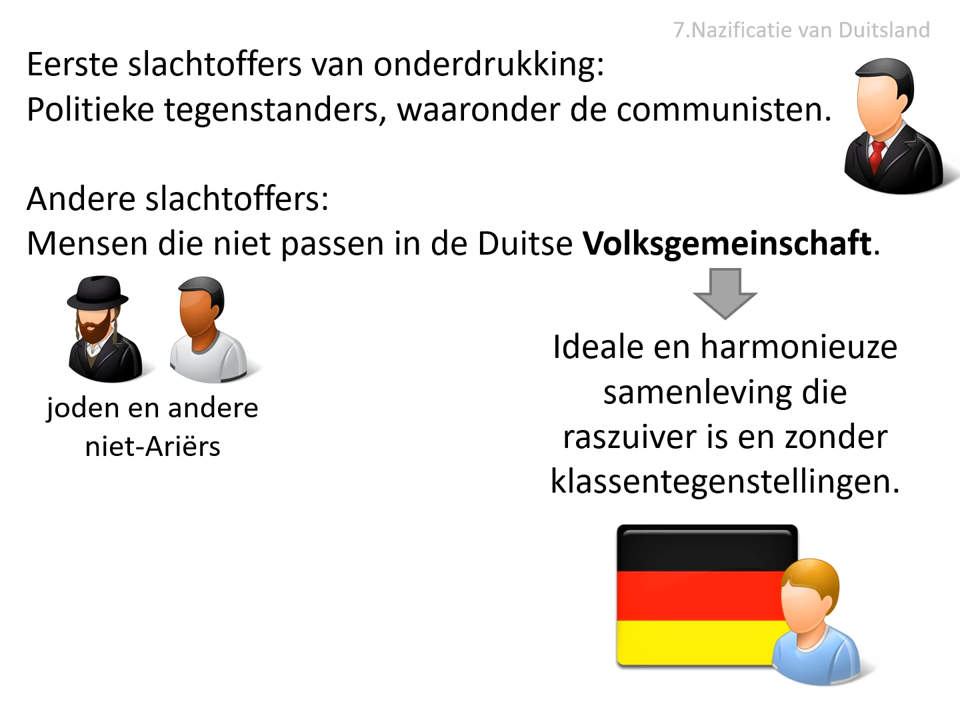 7.Nazificatie van Duitsland
Eerste slachtoffers van onderdrukking:
Politieke tegenstanders, waaronder de communisten.
Andere slachtoffers:
Mensen die niet passen in de Duitse Volksgemeinschaft.
joden en andere
niet-Ariërs
Ideale en harmonieuze
samenleving die
raszuiver is en zonder
klassentegenstellingen.